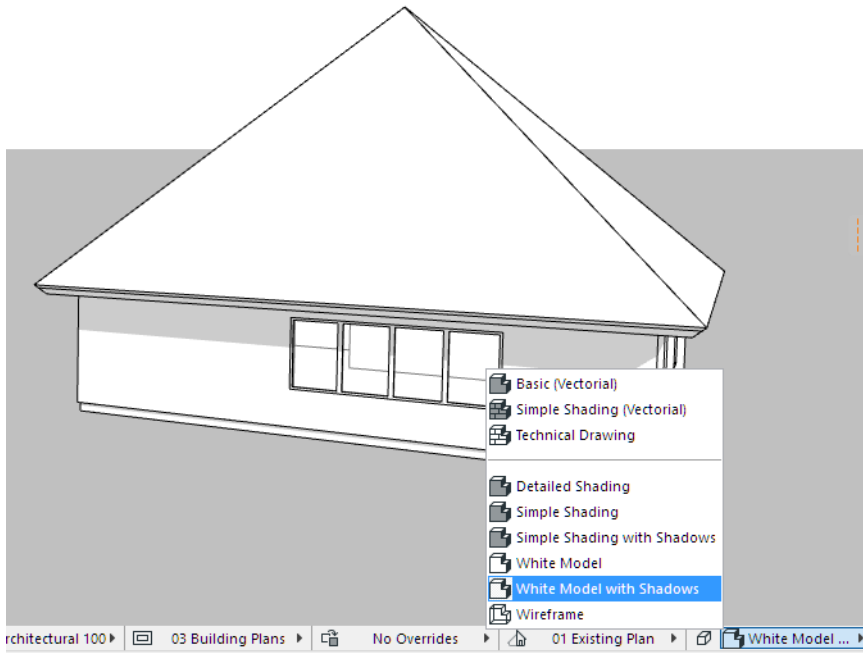 Basic (Vectorial)
Simple Shading (Vectorial)
Technical Drawing
Detailed Shading
Simple Shading
Simple Shading with Shadows
White Model
White Model with Shadows
Wireframe
rchitectural 100 03 Building Plans No Overrides 01 Existing Plan White Model ...